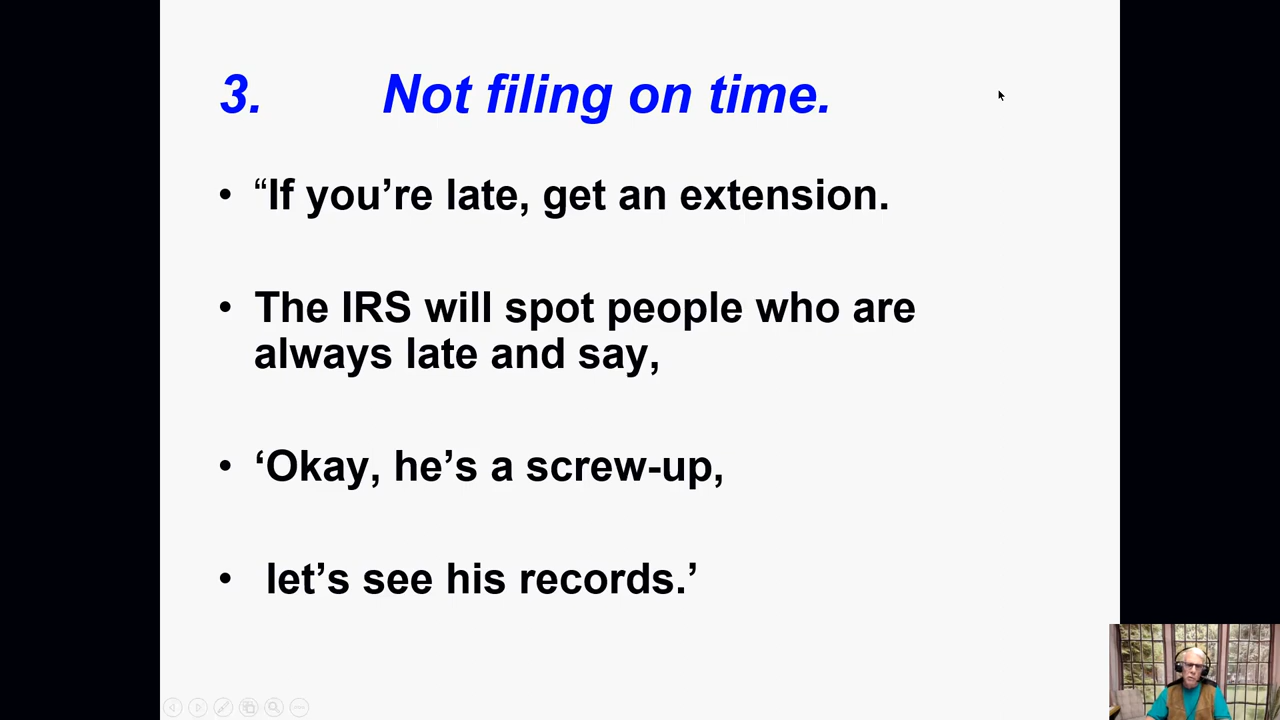 3. Not filing on time.
• “If you’re late, get an extension.
• The IRS will spot people who are
always late and say,
• ‘Okay, he’s a screw-up,
• let’s see his records.’